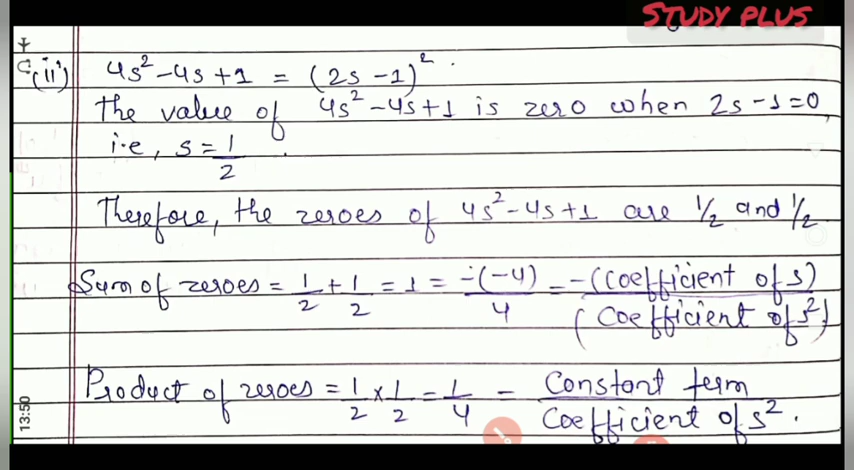 STUDY PLUS
(ii) 4s² - 4s + 1 = (2s - 1)².
The value of 4s² - 4s + 1 is zero when 2s - 1 = 0,
i.e, s = 1/2.
Therefore, the zeroes of 4s² - 4s + 1 are 1/2 and 1/2.
Sum of zeroes = 1/2 + 1/2 = 1 = -(-4)/4 = -(coefficient of s)/(coefficient of s²)
Product of zeroes = 1/2 × 1/2 = 1/4 = Constant term/Coefficient of s².
13:50